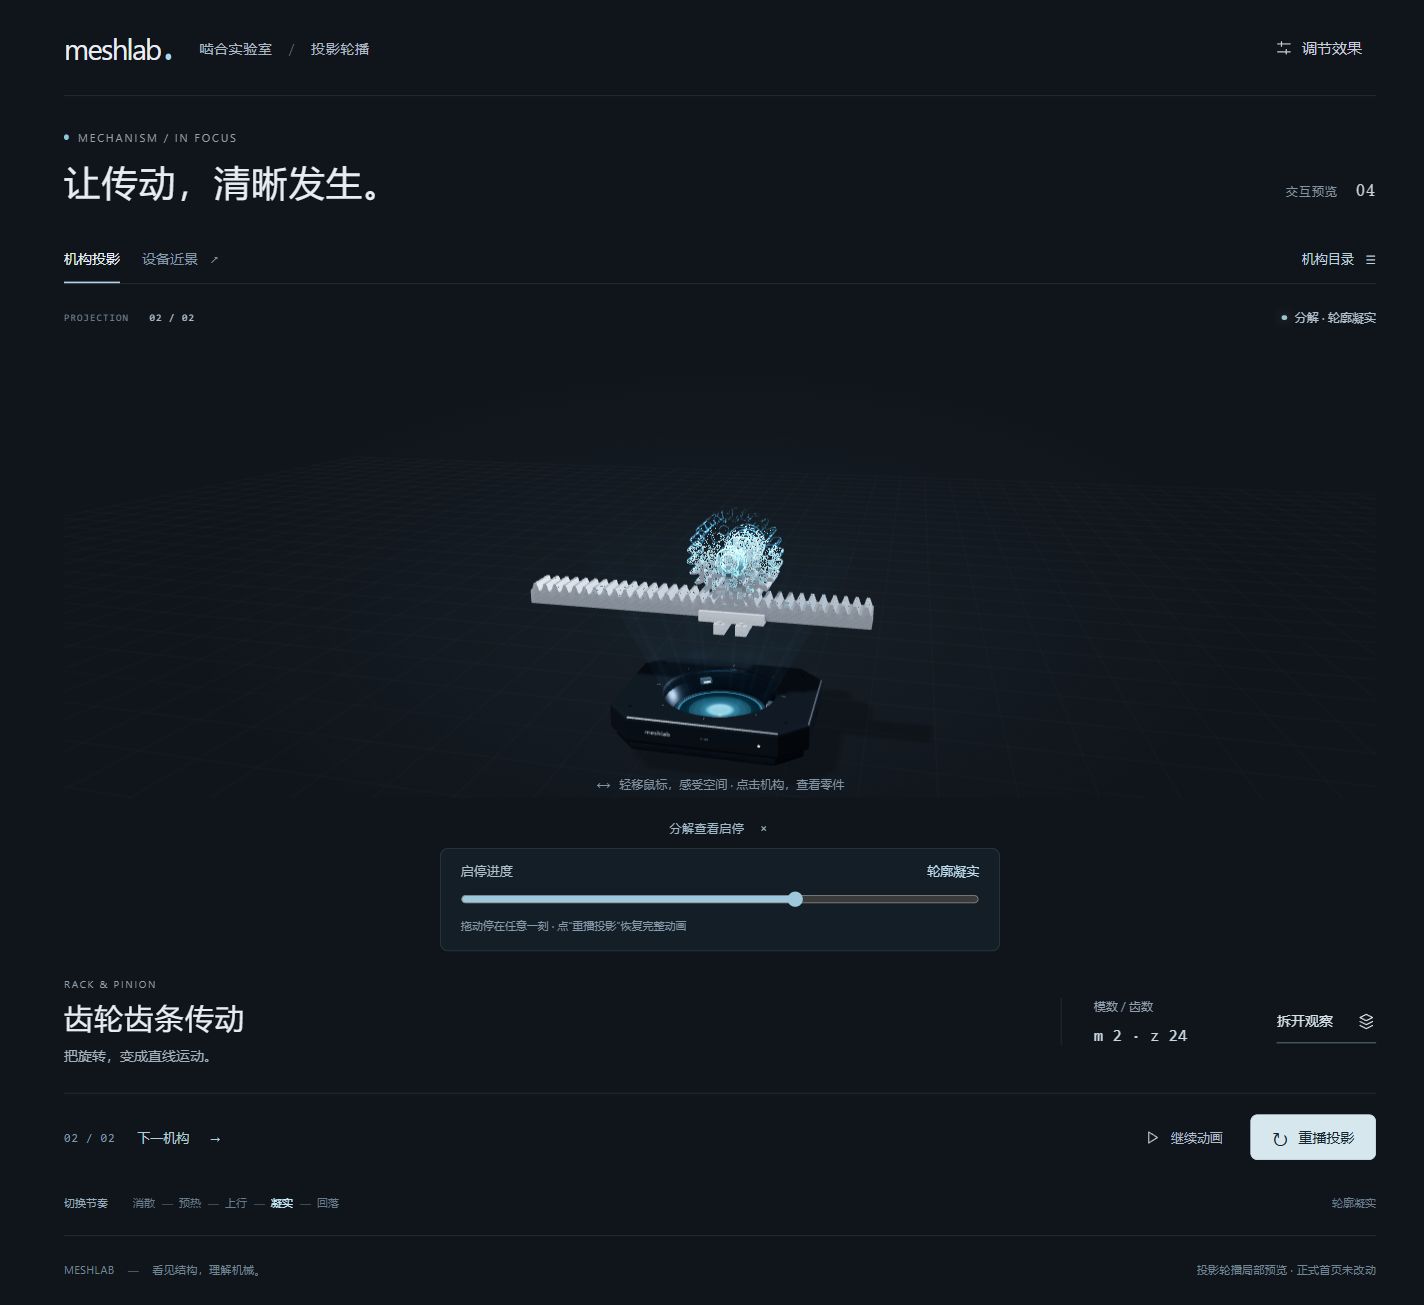 meshlab. 啮合实验室 / 投影轮播 调节效果
MECHANISM / IN FOCUS
让传动，清晰发生。
交互预览 04
机构投影 设备近景 ↗ 机构目录 ☰
PROJECTION 02 / 02 分解 · 轮廓凝实
meshlab
↔ 轻移鼠标，感受空间 · 点击机构，查看零件
分解查看启停 ×
启停进度 轮廓凝实
拖动停在任意一刻 · 点“重播投影”恢复完整动画
RACK & PINION
齿轮齿条传动
把旋转，变成直线运动。
模数 / 齿数
m 2 · z 24
拆开观察
02 / 02 下一机构 → 继续动画 重播投影
切换节奏 消散 — 预热 — 上行 — 凝实 — 回落 轮廓凝实
MESHLAB — 看见结构，理解机械。 投影轮播局部预览 · 正式首页未改动